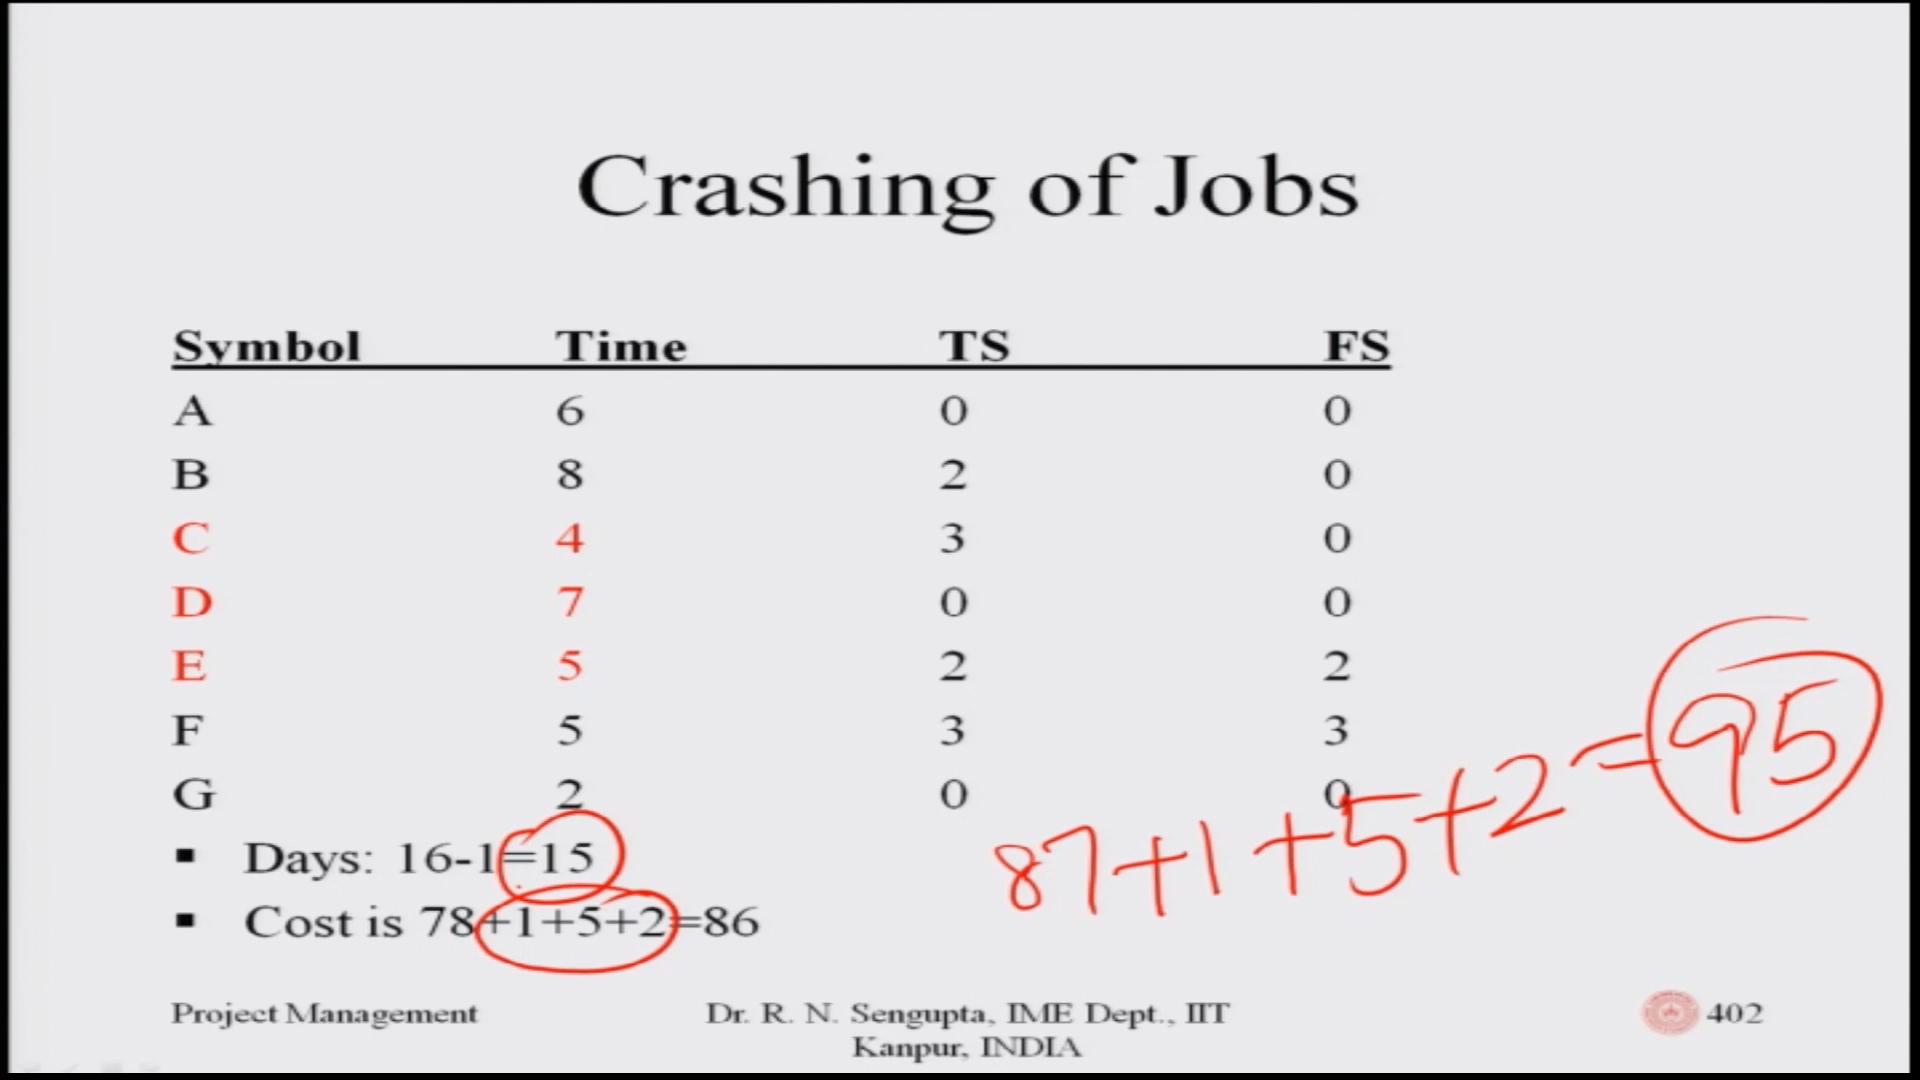 Crashing of Jobs
Symbol Time TS FS
A 6 0 0
B 8 2 0
C 4 3 0
D 7 0 0
E 5 2 2
F 5 3 3
G 2 0 0
▪ Days: 16-1=15
87+1+5+2=95
▪ Cost is 78+1+5+2=86
Project Management
Dr. R. N. Sengupta, IME Dept., IIT
Kanpur, INDIA
402